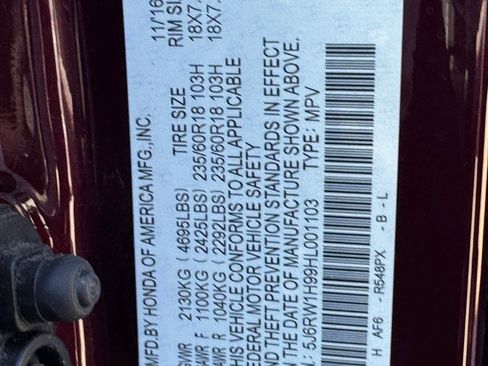 MFD.BY HONDA OF AMERICA MFG.,INC. 11/16
GVWR 2130KG (4695LBS) TIRE SIZE RIM SIZ
GAWR F 1100KG (2425LBS) 235/60R18 103H 18X7.
GAWR R 1040KG (2292LBS) 235/60R18 103H 18X7.
THIS VEHICLE CONFORMS TO ALL APPLICABLE
FEDERAL MOTOR VEHICLE SAFETY
AND THEFT PREVENTION STANDARDS IN EFFECT
ON THE DATE OF MANUFACTURE SHOWN ABOVE.
: 5J6RW1H99HL001103 TYPE: MPV
H AF6 - R548PX - B - L